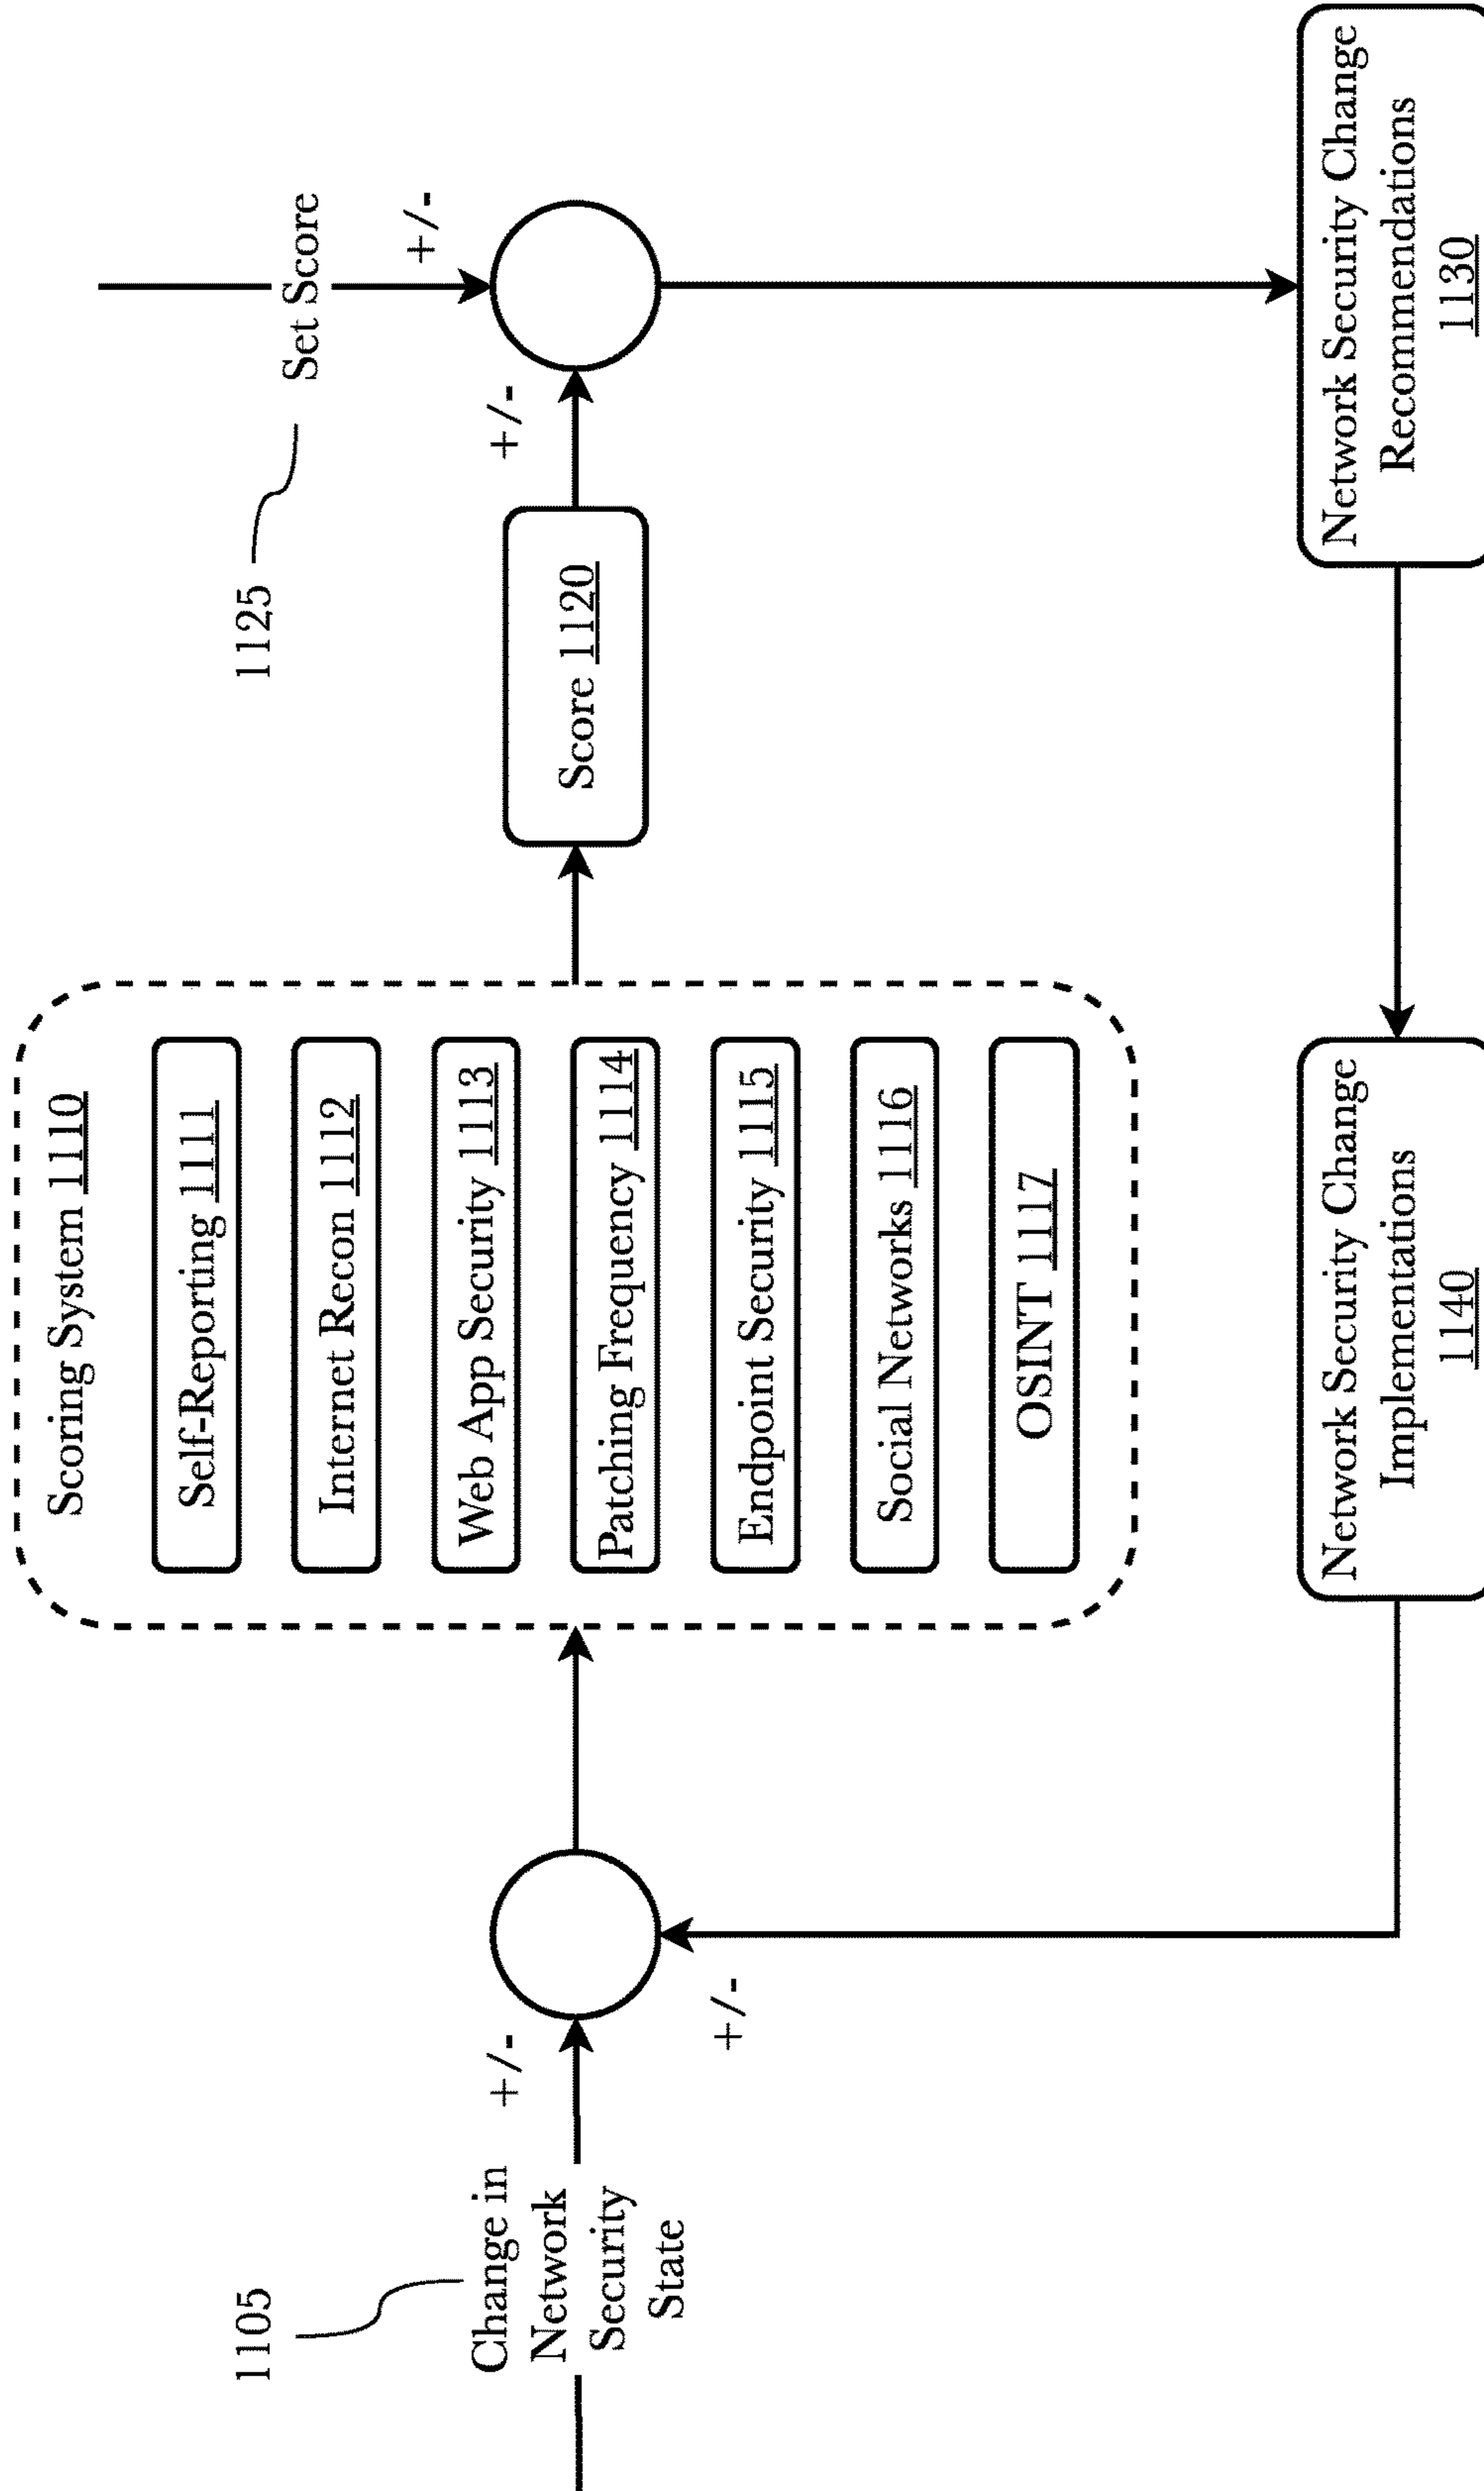 1105
Change in
Network
Security
State
+/-
+/-
Scoring System 1110
Self-Reporting 1111
Internet Recon 1112
Web App Security 1113
Patching Frequency 1114
Endpoint Security 1115
Social Networks 1116
OSINT 1117
Score 1120
+/-
1125
Set Score
+/-
Network Security Change
Recommendations
1130
Network Security Change
Implementations
1140